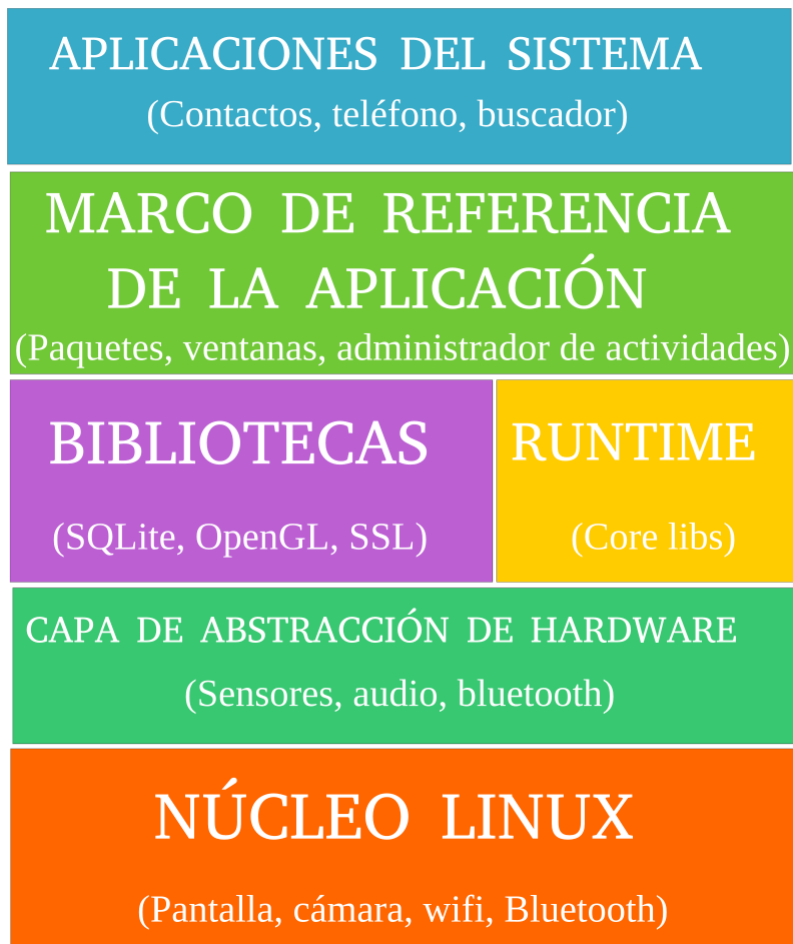 APLICACIONES DEL SISTEMA
(Contactos, teléfono, buscador)
MARCO DE REFERENCIA
DE LA APLICACIÓN
(Paquetes, ventanas, administrador de actividades)
BIBLIOTECAS
(SQLite, OpenGL, SSL)
RUNTIME
(Core libs)
CAPA DE ABSTRACCIÓN DE HARDWARE
(Sensores, audio, bluetooth)
NÚCLEO LINUX
(Pantalla, cámara, wifi, Bluetooth)